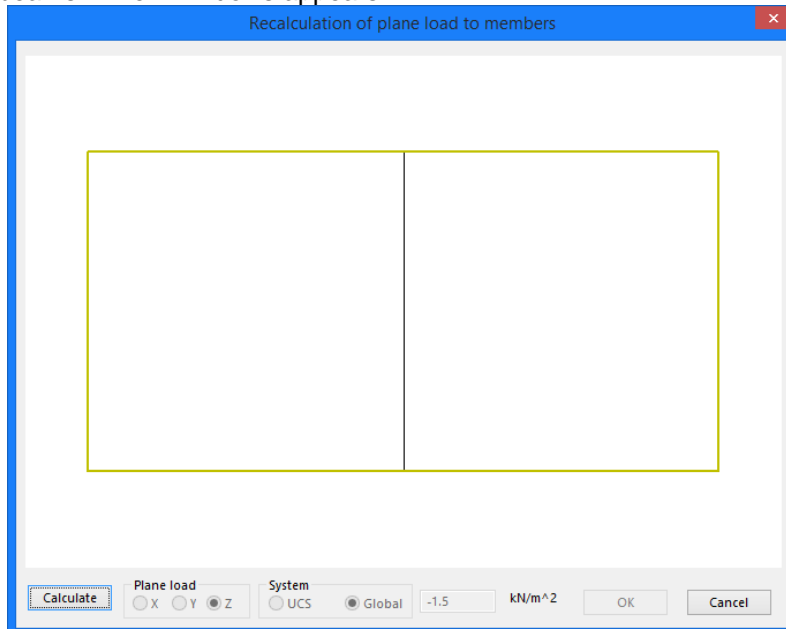 Recalculation of plane load to members
Calculate
Plane load
X Y Z
System
UCS Global
-1.5 kN/m^2
OK
Cancel